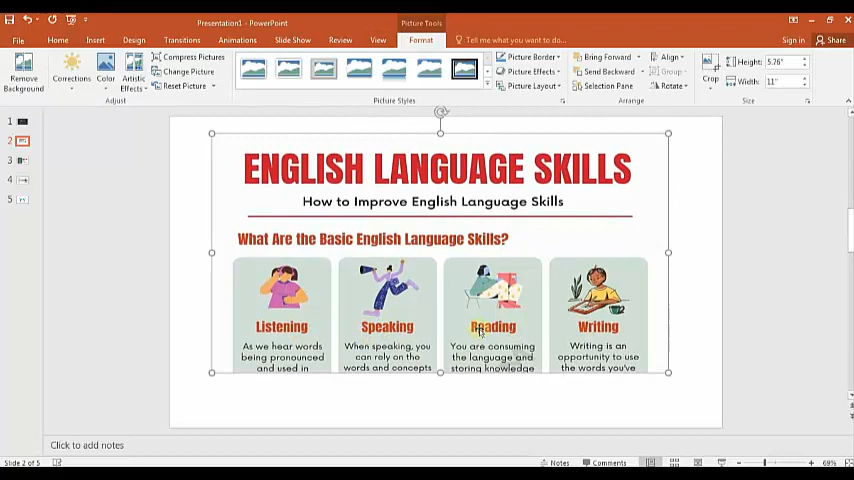 Presentation1 - PowerPoint
Picture Tools
Sign in
Share
File
Home
Insert
Design
Transitions
Animations
Slide Show
Review
View
Format
Tell me what you want to do...
Remove
Background
Corrections
Color
Artistic
Effects
Compress Pictures
Change Picture
Reset Picture
Adjust
Picture Styles
Picture Border
Picture Effects
Picture Layout
Bring Forward
Send Backward
Selection Pane
Align
Group
Rotate
Arrange
Crop
Height: 5.76"
Width: 11"
Size
1
2
3
4
5
ENGLISH LANGUAGE SKILLS
How to Improve English Language Skills
What Are the Basic English Language Skills?
Listening
As we hear words
being pronounced
and used in
Speaking
When speaking, you
can rely on the
words and concepts
Reading
You are consuming
the language and
storing knowledge
Writing
Writing is an
opportunity to use
the words you've
Click to add notes
Slide 2 of 5
Notes
Comments
69%